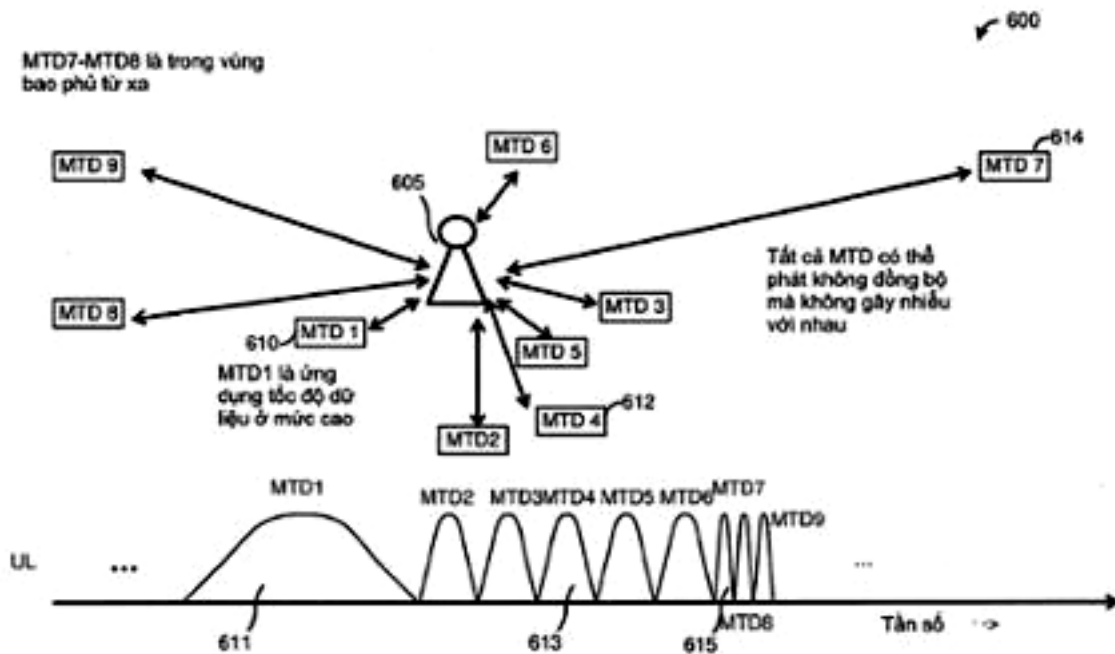 600
MTD7-MTD8 là trong vùng
bao phủ từ xa
MTD 6
614
MTD 9
MTD 7
605
Tất cả MTD có thể
phát không đồng bộ
mà không gây nhiễu
với nhau
MTD 8
MTD 3
610
MTD 1
MTD 5
MTD1 là ứng
dụng tốc độ dữ
liệu ở mức cao
612
MTD 4
MTD2
MTD1
MTD2
MTD3
MTD4
MTD5
MTD6
MTD7
MTD9
UL
...
...
611
613
615
MTD8
Tần số -->